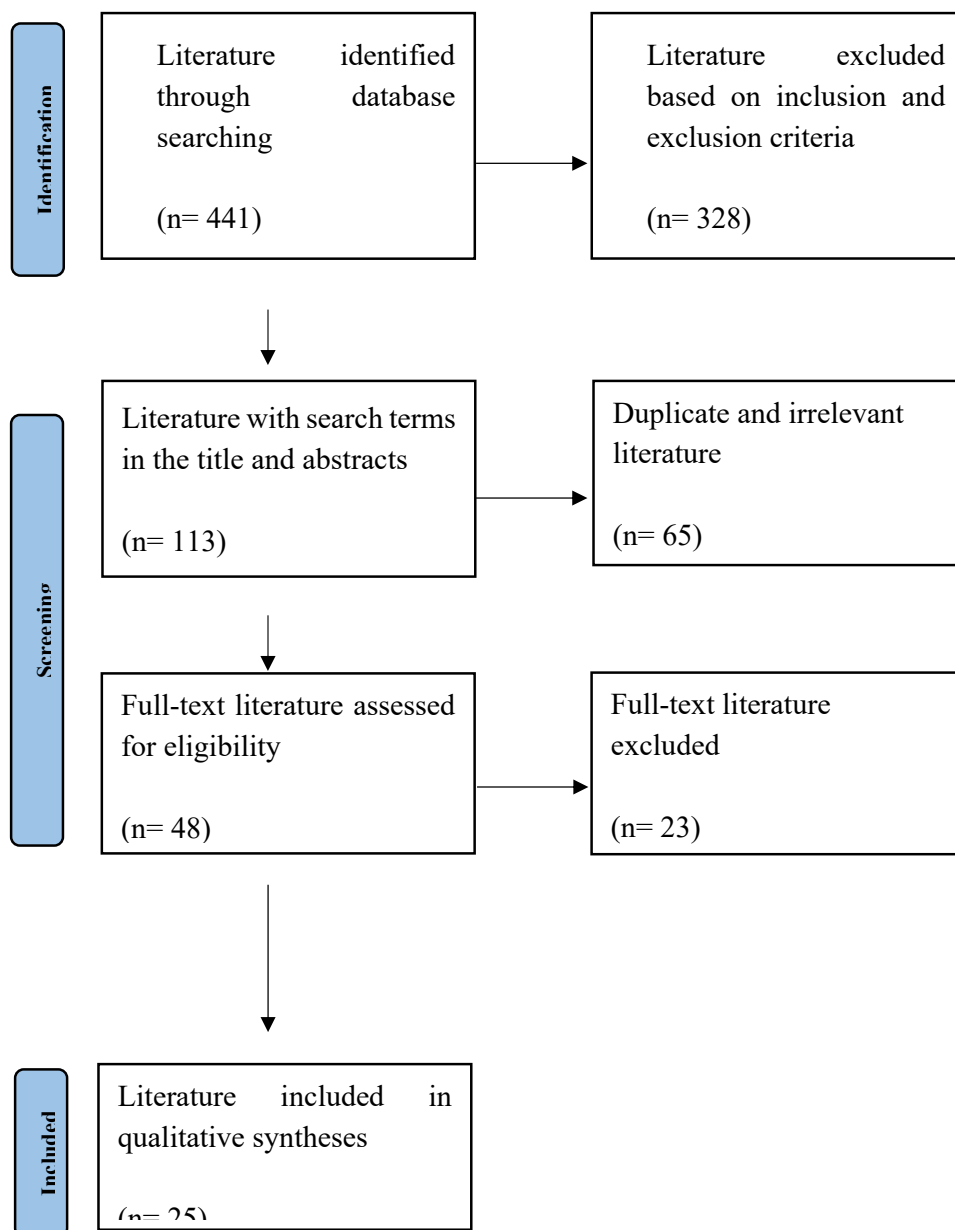 Identification
Literature identified
through database
searching
(n= 441)
Literature excluded
based on inclusion and
exclusion criteria
(n= 328)
Screening
Literature with search terms
in the title and abstracts
(n= 113)
Duplicate and irrelevant
literature
(n= 65)
Full-text literature assessed
for eligibility
(n= 48)
Full-text literature
excluded
(n= 23)
Included
Literature included in
qualitative syntheses
(n= 25)